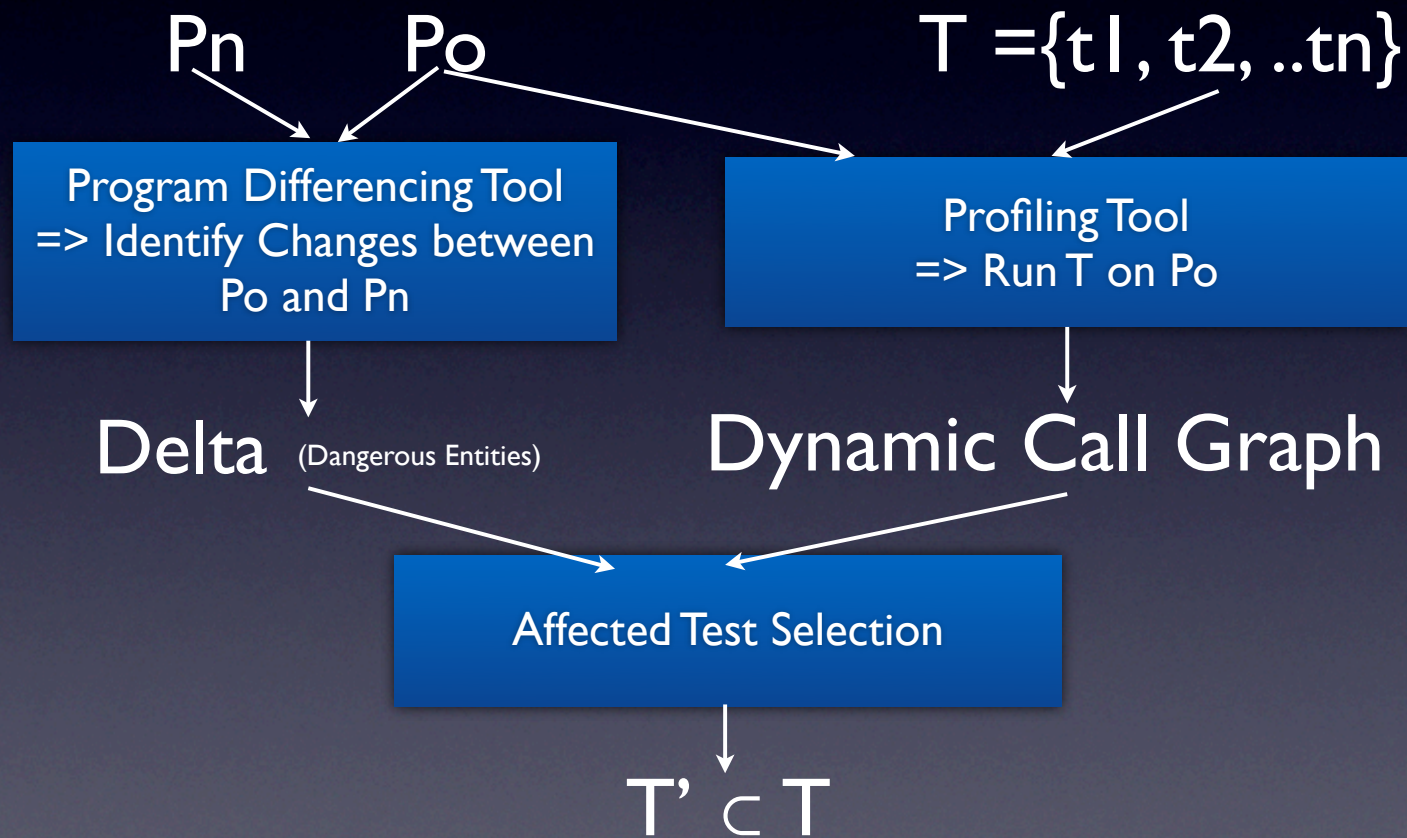 Pn Po T ={t1, t2, ..tn}
Program Differencing Tool
=> Identify Changes between
Po and Pn
Profiling Tool
=> Run T on Po
Delta (Dangerous Entities)
Dynamic Call Graph
Affected Test Selection
T’ ⊂ T